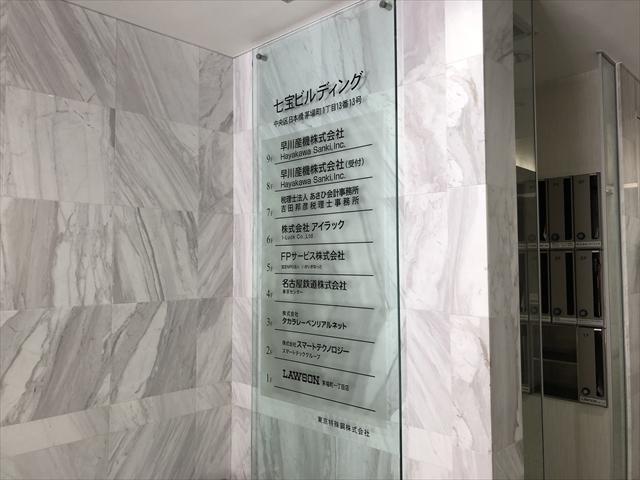 七宝ビルディング
中央区日本橋茅場町1丁目13番13号
9F 早川産機株式会社
Hayakawa Sanki,Inc.
8F 早川産機株式会社(受付)
Hayakawa Sanki,Inc.
7F 税理士法人 あさひ会計事務所
吉田邦彦税理士事務所
6F 株式会社 アイラック
I-Luck Co.,Ltd.
5F FPサービス株式会社
4F 名古屋鉄道株式会社
東京センター
3F 株式会社
タカラレーベンリアルネット
2F 株式会社スマートテクノロジー
スマートテックグループ
1F LAWSON 茅場町一丁目店
東京特殊鋼株式会社